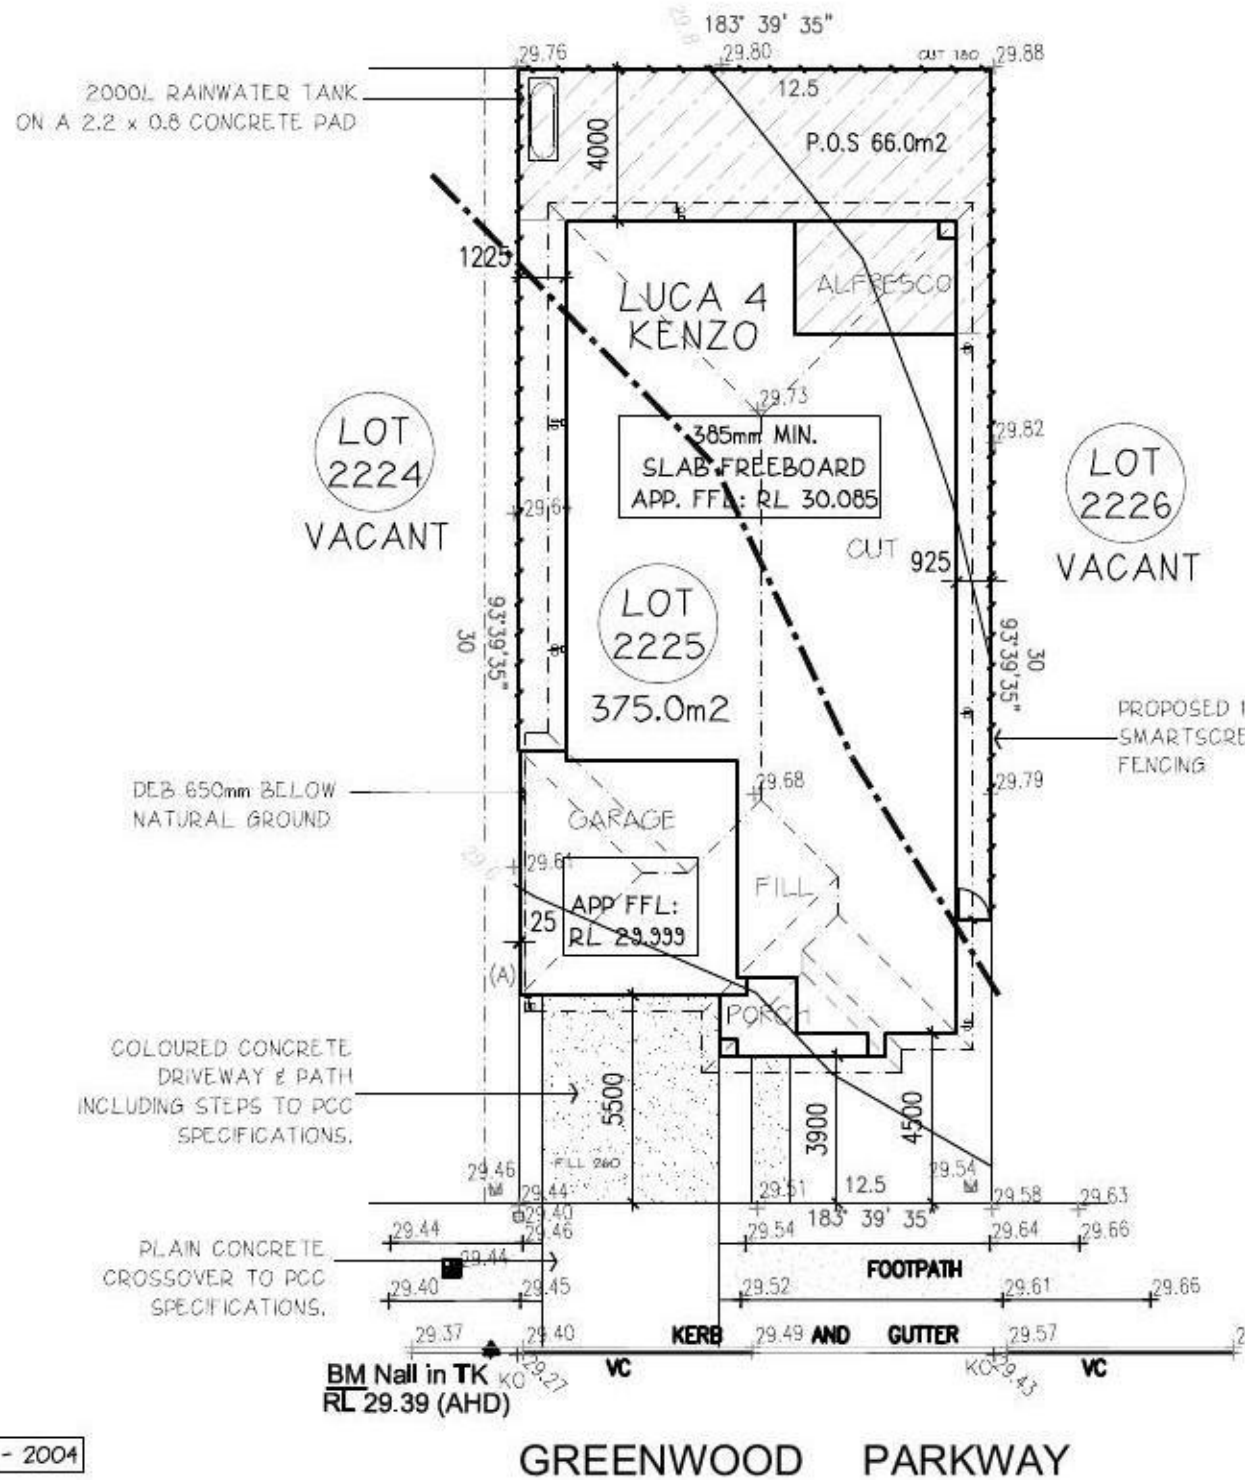 183° 39' 35"
29.8
29.76
29.80
CUT 180
29.88
2000L RAINWATER TANK
ON A 2.2 x 0.8 CONCRETE PAD
12.5
4000
P.O.S 66.0m2
1225
ALFRESCO
LUCA 4
KENZO
29.73
385mm MIN.
SLAB FREEBOARD
APP. FFL: RL 30.085
29.82
LOT
2224
VACANT
LOT
2226
VACANT
29.64
CUT
925
LOT
2225
375.0m2
93°39'35"
30
93°39'35"
30
PROPOSED
SMARTSCRE
FENCING
DEB 650mm BELOW
NATURAL GROUND
29.68
29.79
GARAGE
29.61
FILL
APP FFL:
RL 29.999
25
(A)
PORCH
COLOURED CONCRETE
DRIVEWAY & PATH
INCLUDING STEPS TO PCC
SPECIFICATIONS.
5500
3900
4500
FILL 260
29.46
29.44
29.51
12.5
29.54
29.58
29.63
29.40
183° 39' 35"
29.44
29.46
29.54
29.64
29.66
PLAIN CONCRETE
CROSSOVER TO PCC
SPECIFICATIONS.
29.44
FOOTPATH
29.40
29.45
29.52
29.61
29.66
29.37
29.40
KERB
29.49
AND
GUTTER
29.57
VC
VC
KO
29.27
KO
29.43
BM Nail in TK
RL 29.39 (AHD)
- 2004
GREENWOOD PARKWAY